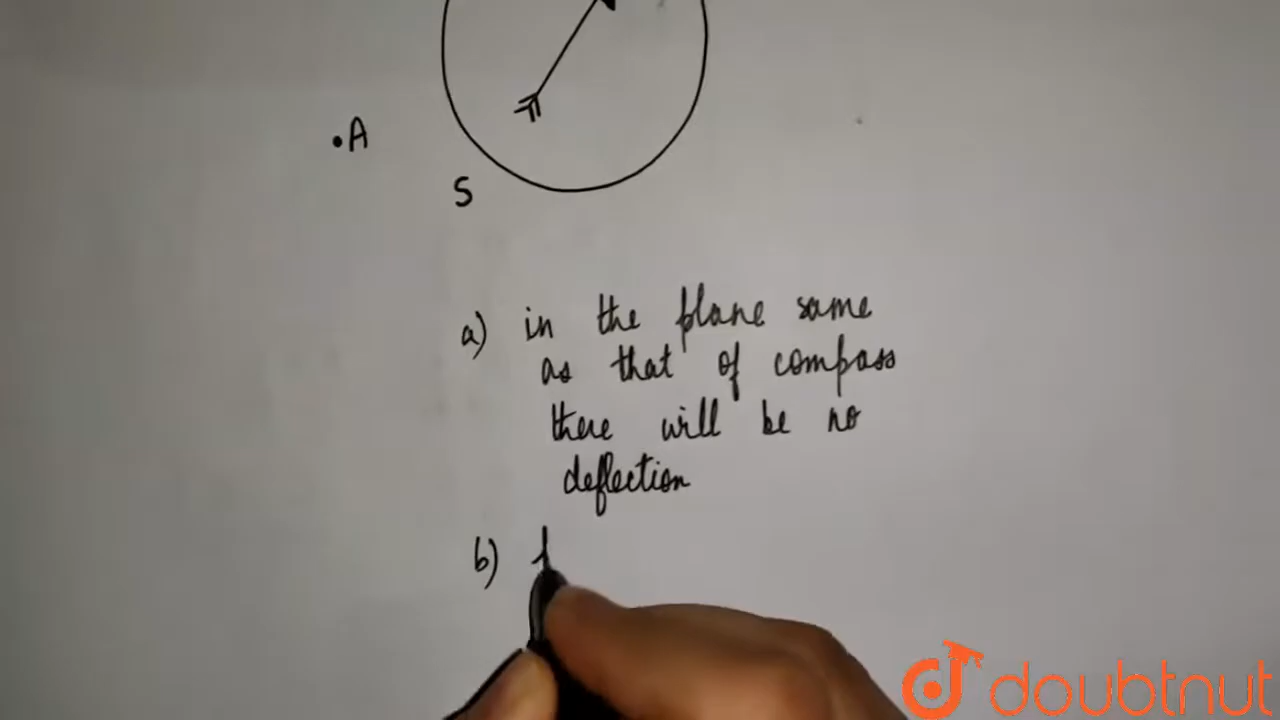 A
S
a) in the plane same
as that of compass
there will be no
deflection
b)
doubtnut